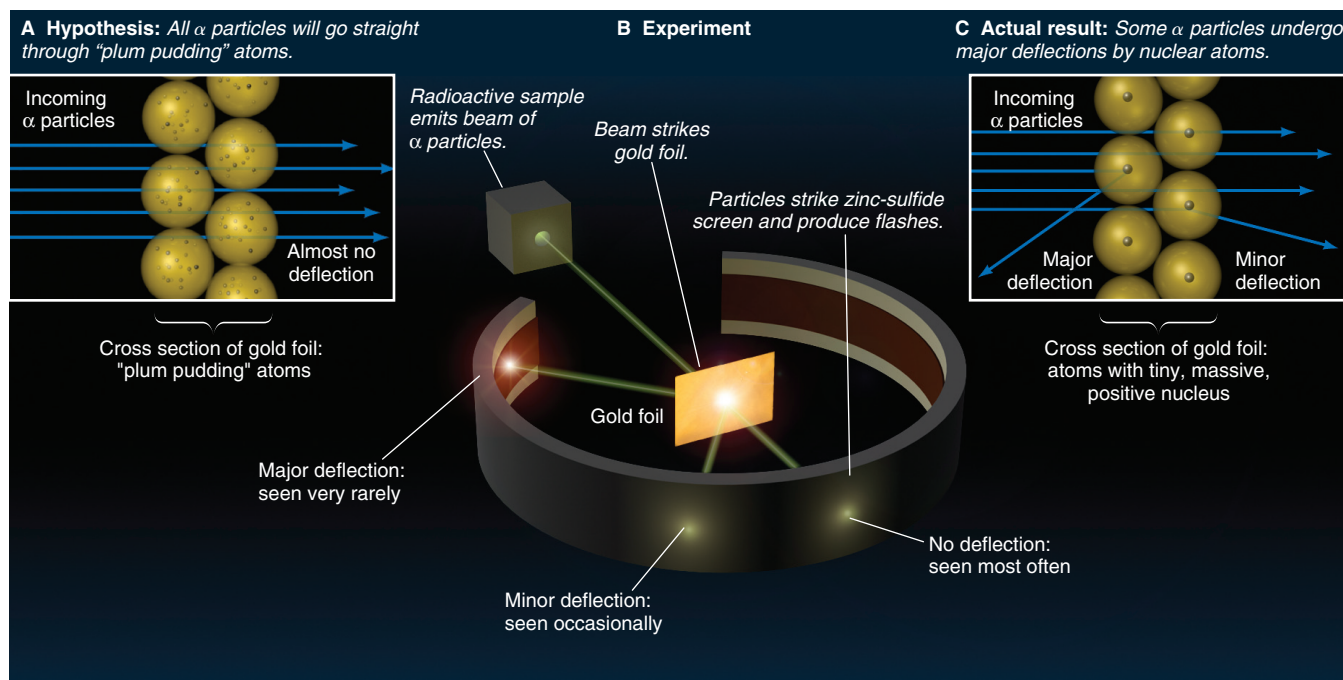 A Hypothesis: All α particles will go straight
through “plum pudding” atoms.
Incoming
α particles
Almost no
deflection
Cross section of gold foil:
"plum pudding" atoms
B Experiment
Radioactive sample
emits beam of
α particles.
Beam strikes
gold foil.
Particles strike zinc-sulfide
screen and produce flashes.
Gold foil
Major deflection:
seen very rarely
Minor deflection:
seen occasionally
No deflection:
seen most often
C Actual result: Some α particles undergo
major deflections by nuclear atoms.
Incoming
α particles
Major
deflection
Minor
deflection
Cross section of gold foil:
atoms with tiny, massive,
positive nucleus